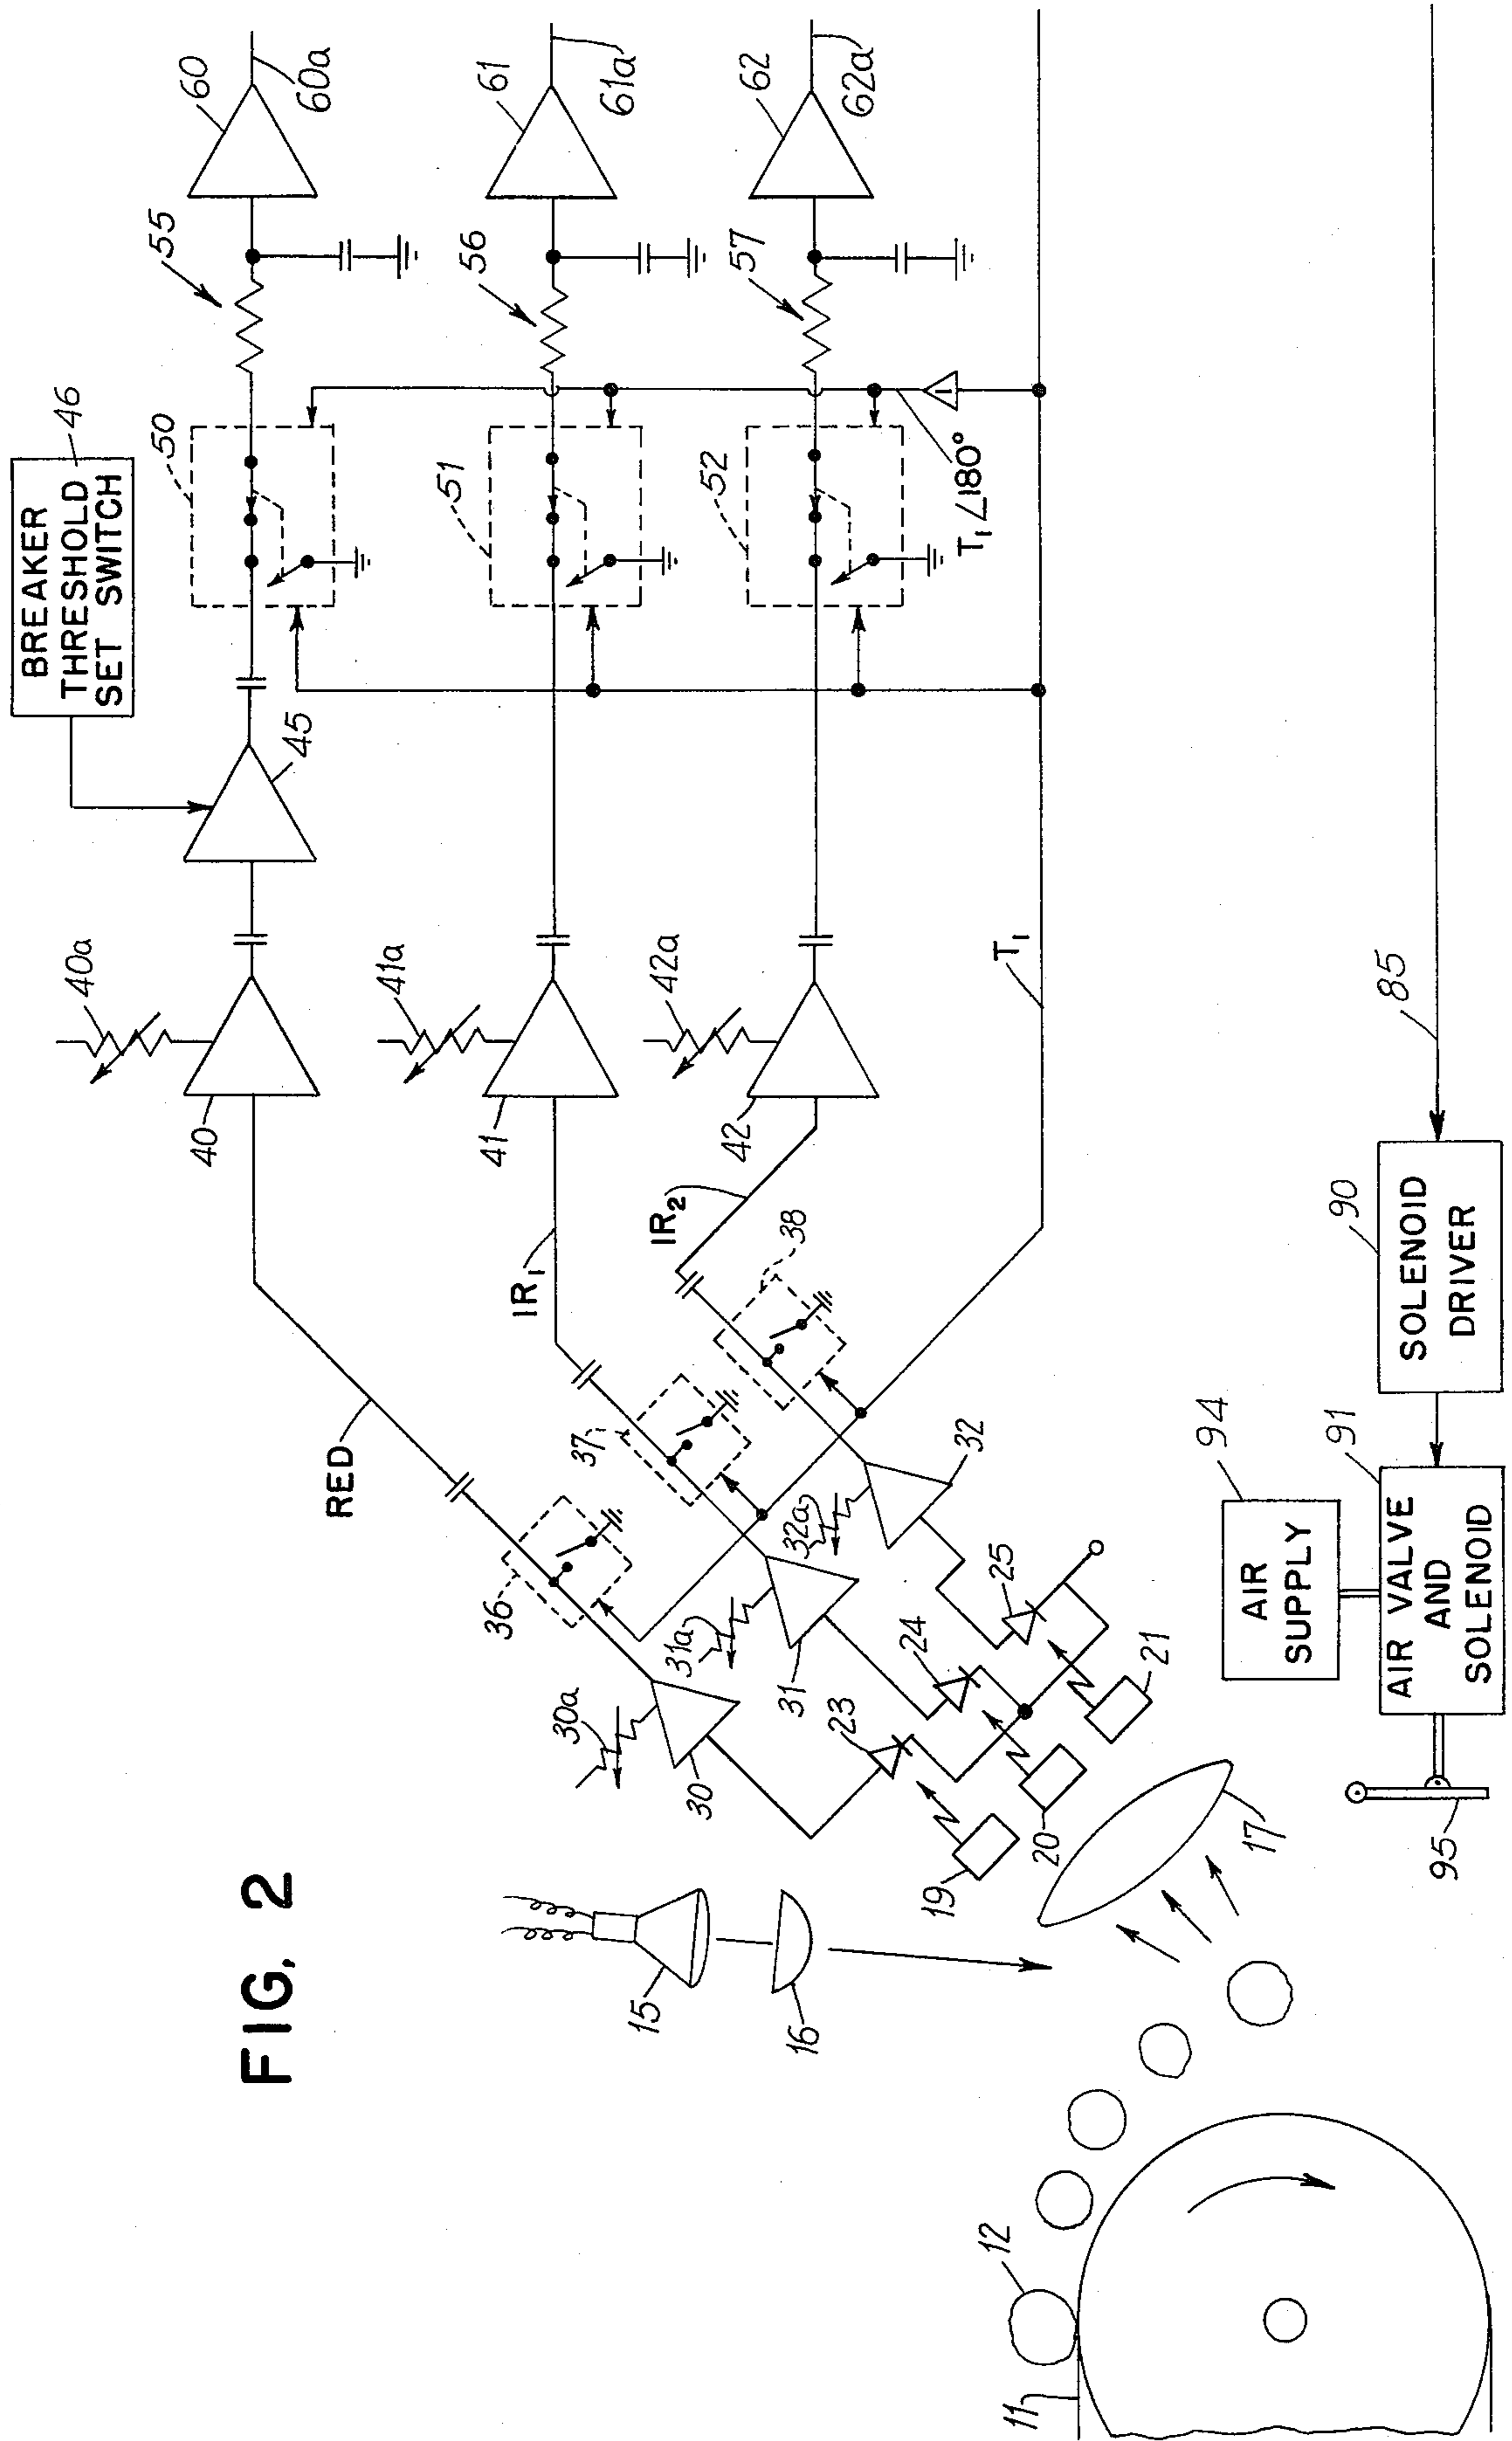 FIG. 2
BREAKER
THRESHOLD
SET SWITCH
46
40a
45
50
55
60
60a
40
RED
41a
41
51
56
61
61a
IR1
42a
42
52
57
62
62a
IR2
T1 ∠180°
T1
36
37
38
30a
30
31a
31
32a
32
23
24
25
19
20
21
15
16
17
12
11
85
SOLENOID
DRIVER
90
AIR
SUPPLY
94
AIR VALVE
AND
SOLENOID
91
95